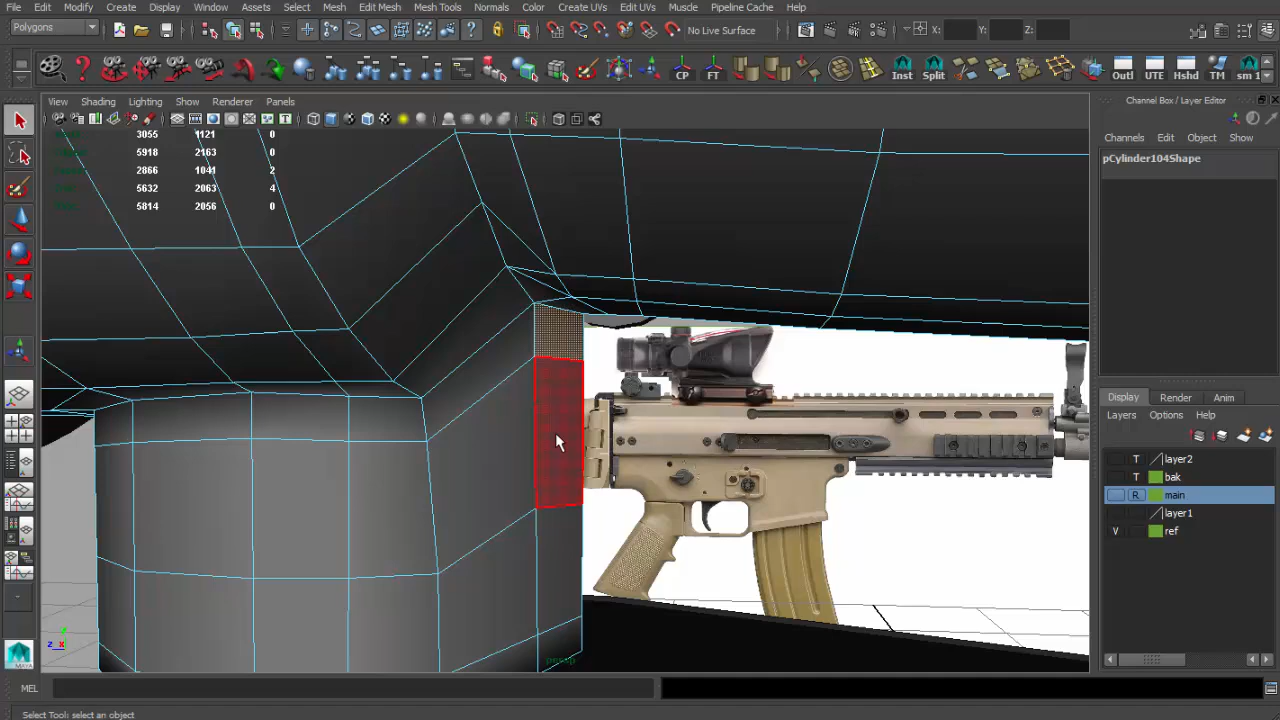 File Edit Modify Create Display Window Assets Select Mesh Edit Mesh Mesh Tools Normals Color Create UVs Edit UVs Muscle Pipeline Cache Help
Polygons No Live Surface X: Y: Z:
CP FT Inst Split Outl UTE Hshd TM sm 1
View Shading Lighting Show Renderer Panels
Channel Box / Layer Editor
Channels Edit Object Show
pCylinder104Shape
3055 1121 0
5918 2163 0
2866 1041 2
5632 2063 4
5814 2056 0
Display Render Anim
Layers Options Help
T layer2
T bak
R main
layer1
V ref
z x
persp
MAYA
MEL
Select Tool: select an object